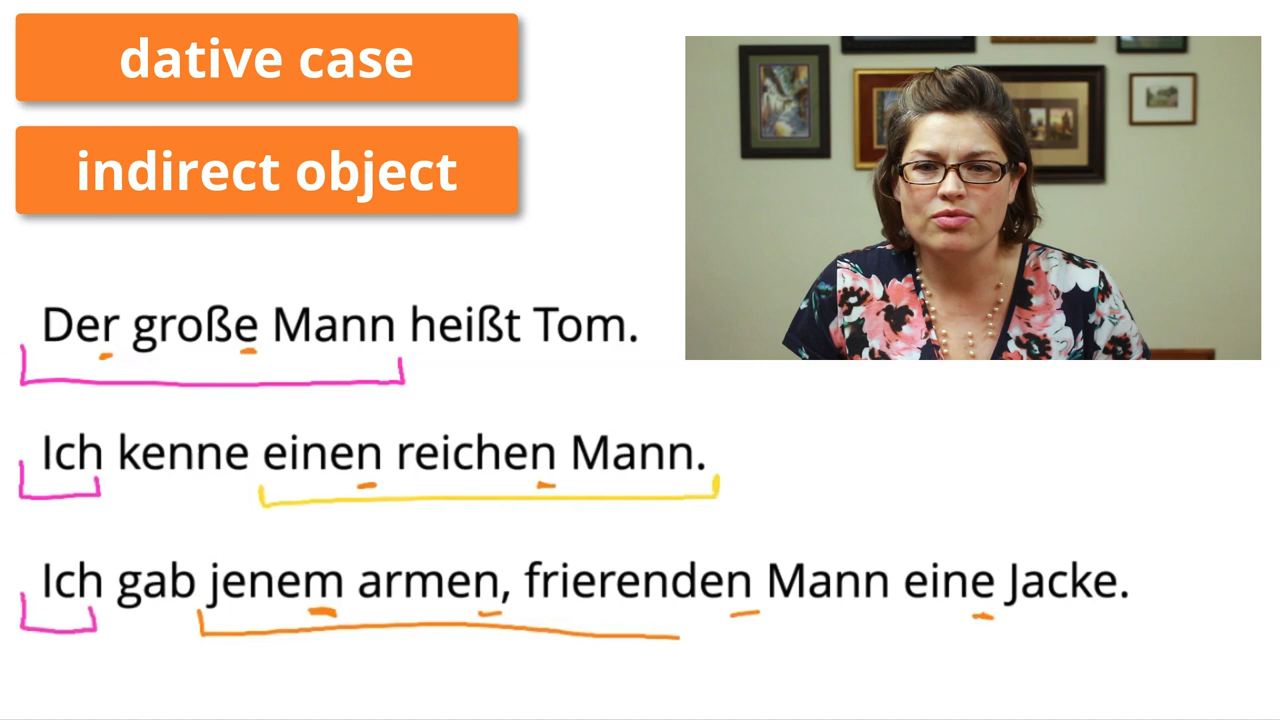 dative case
indirect object
Der große Mann heißt Tom.
Ich kenne einen reichen Mann.
Ich gab jenem armen, frierenden Mann eine Jacke.